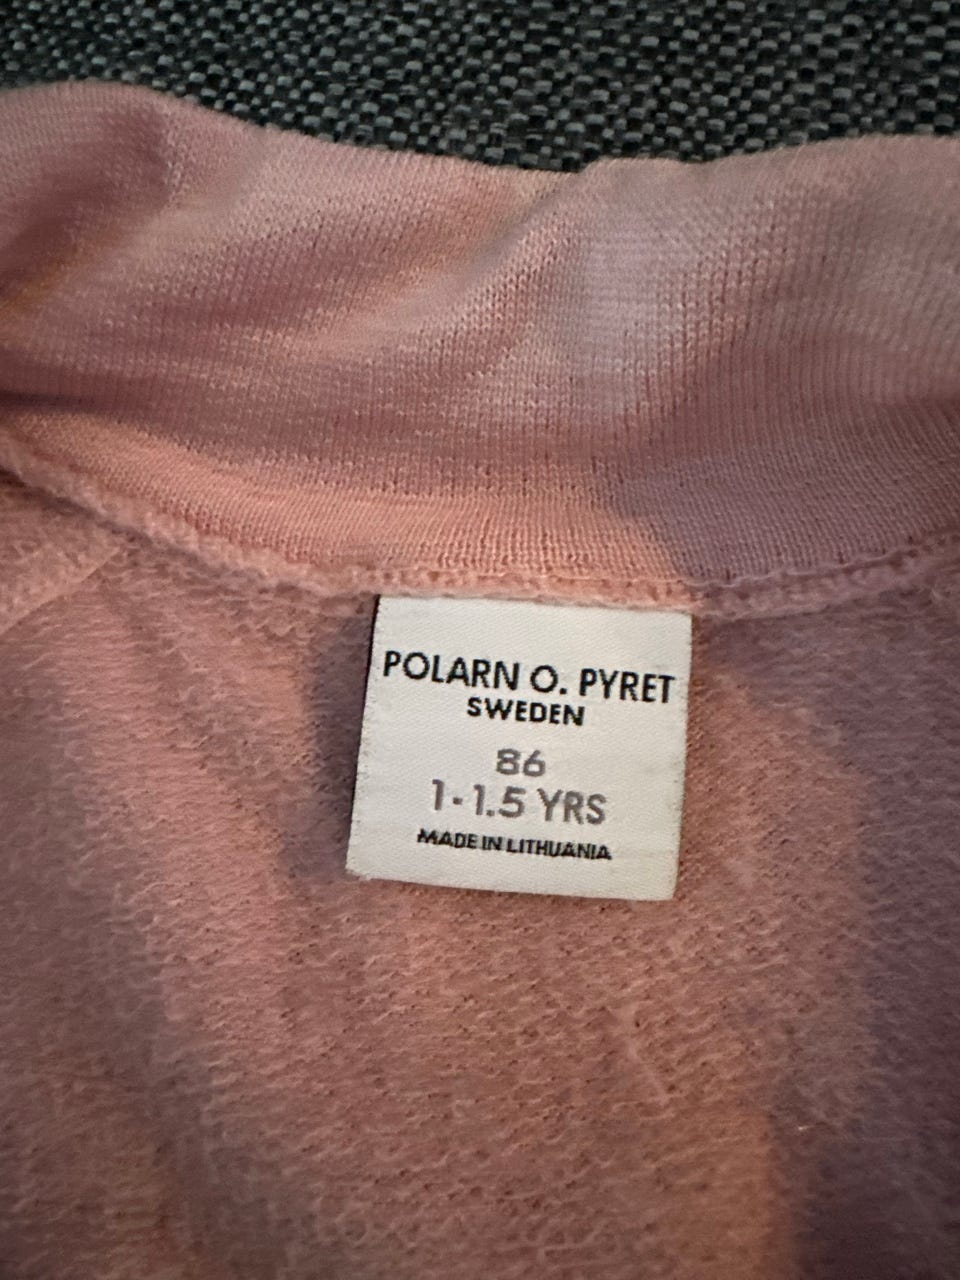 POLARN O. PYRET
SWEDEN
86
1-1.5 YRS
MADE IN LITHUANIA